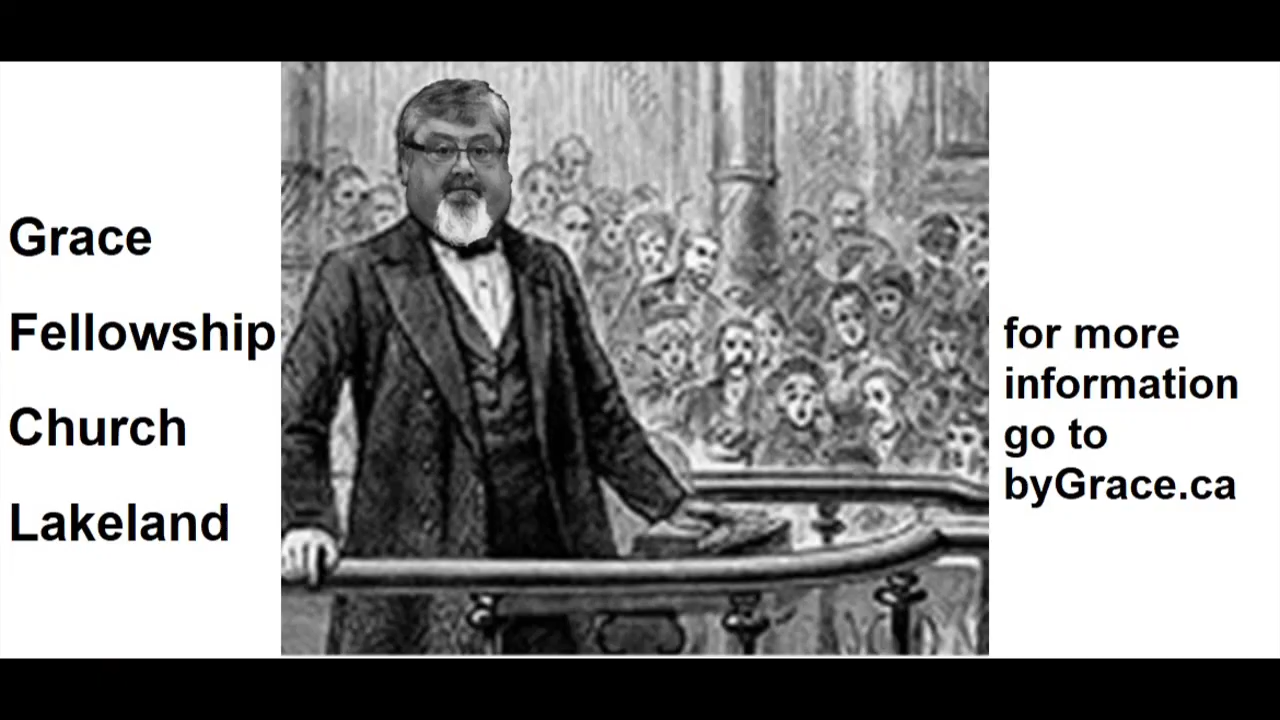 Grace
Fellowship
Church
Lakeland
for more
information
go to
byGrace.ca